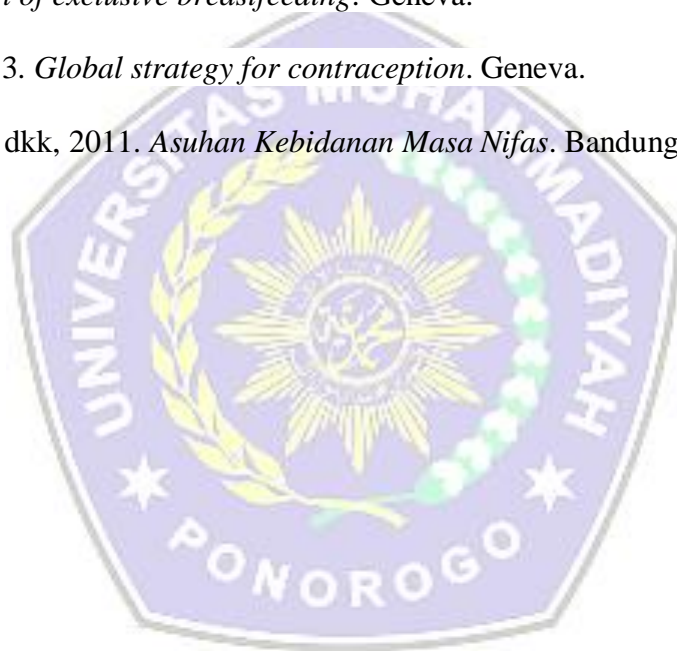 of exclusive breastfeeding. Geneva.
3. Global strategy for contraception. Geneva.
dkk, 2011. Asuhan Kebidanan Masa Nifas. Bandung
UNIVERSITAS MUHAMMADIYAH
PONOROGO